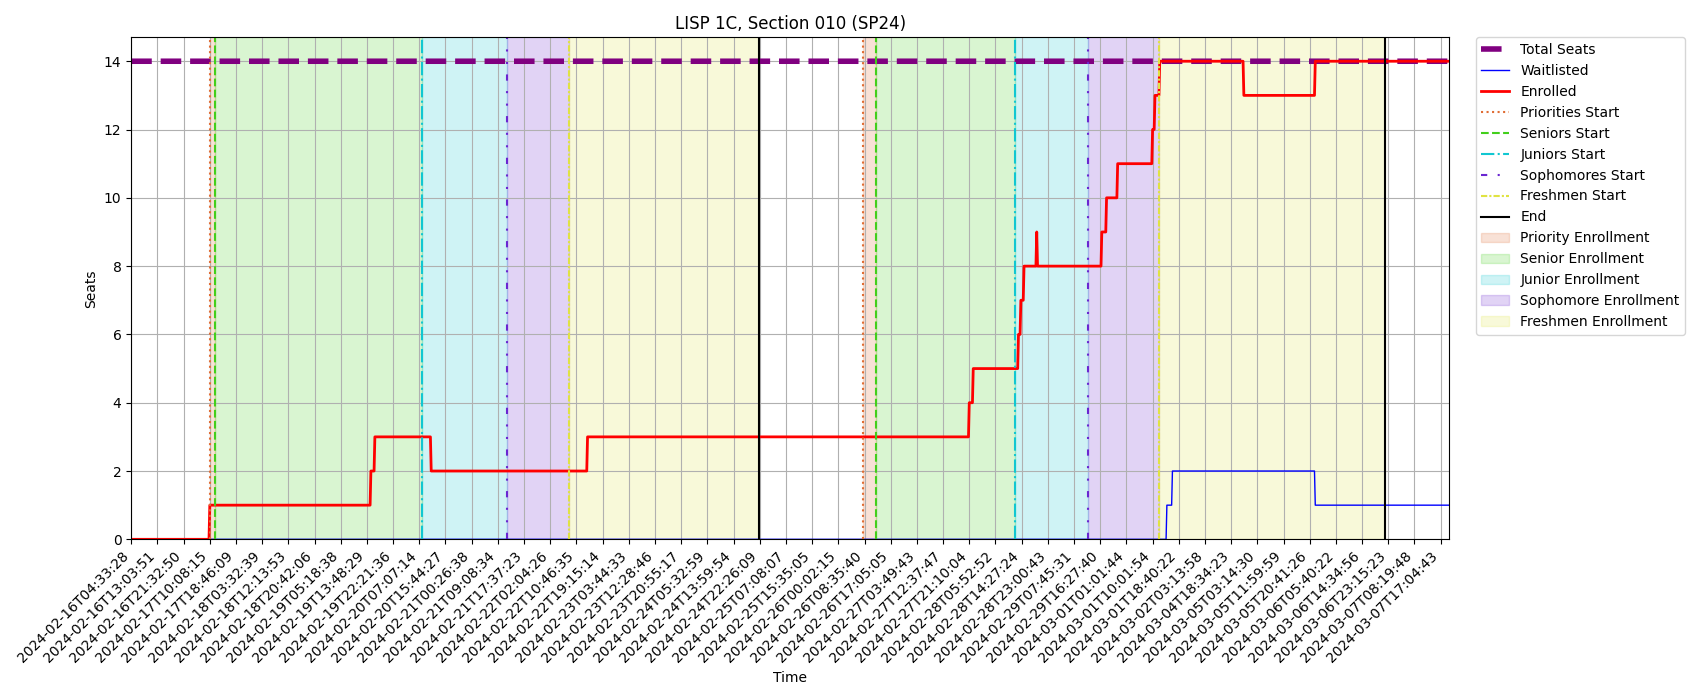 LISP 1C, Section 010 (SP24)
Seats
14
12
10
8
6
4
2
0
2024-02-16T04:33:28
2024-02-16T13:03:51
2024-02-16T21:32:50
2024-02-17T10:08:15
2024-02-17T18:46:09
2024-02-18T03:32:39
2024-02-18T12:13:53
2024-02-18T20:42:06
2024-02-19T05:18:38
2024-02-19T13:48:29
2024-02-19T22:21:36
2024-02-20T07:07:14
2024-02-20T15:44:27
2024-02-21T00:26:38
2024-02-21T09:08:34
2024-02-21T17:37:23
2024-02-22T02:04:26
2024-02-22T10:46:35
2024-02-22T19:15:14
2024-02-23T03:44:33
2024-02-23T12:28:46
2024-02-23T20:55:17
2024-02-24T05:32:59
2024-02-24T13:59:54
2024-02-24T22:26:09
2024-02-25T07:08:07
2024-02-25T15:35:05
2024-02-26T00:02:15
2024-02-26T08:35:40
2024-02-26T17:05:05
2024-02-27T03:49:43
2024-02-27T12:37:47
2024-02-27T21:10:04
2024-02-28T05:52:52
2024-02-28T14:27:24
2024-02-28T23:00:43
2024-02-29T07:45:31
2024-02-29T16:27:40
2024-03-01T01:01:44
2024-03-01T10:01:54
2024-03-01T18:40:22
2024-03-02T03:13:58
2024-03-04T18:34:23
2024-03-05T03:14:30
2024-03-05T11:59:59
2024-03-05T20:41:26
2024-03-06T05:40:22
2024-03-06T14:34:56
2024-03-06T23:15:23
2024-03-07T08:19:48
2024-03-07T17:04:43
Time
Total Seats
Waitlisted
Enrolled
Priorities Start
Seniors Start
Juniors Start
Sophomores Start
Freshmen Start
End
Priority Enrollment
Senior Enrollment
Junior Enrollment
Sophomore Enrollment
Freshmen Enrollment